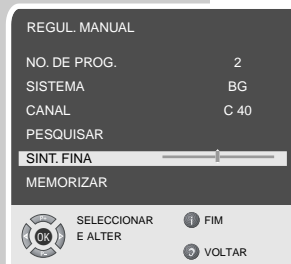 REGUL. MANUAL
NO. DE PROG. 2
SISTEMA BG
CANAL C 40
PESQUISAR
SINT. FINA
MEMORIZAR
SELECCIONAR FIM
E ALTER
OK
VOLTAR